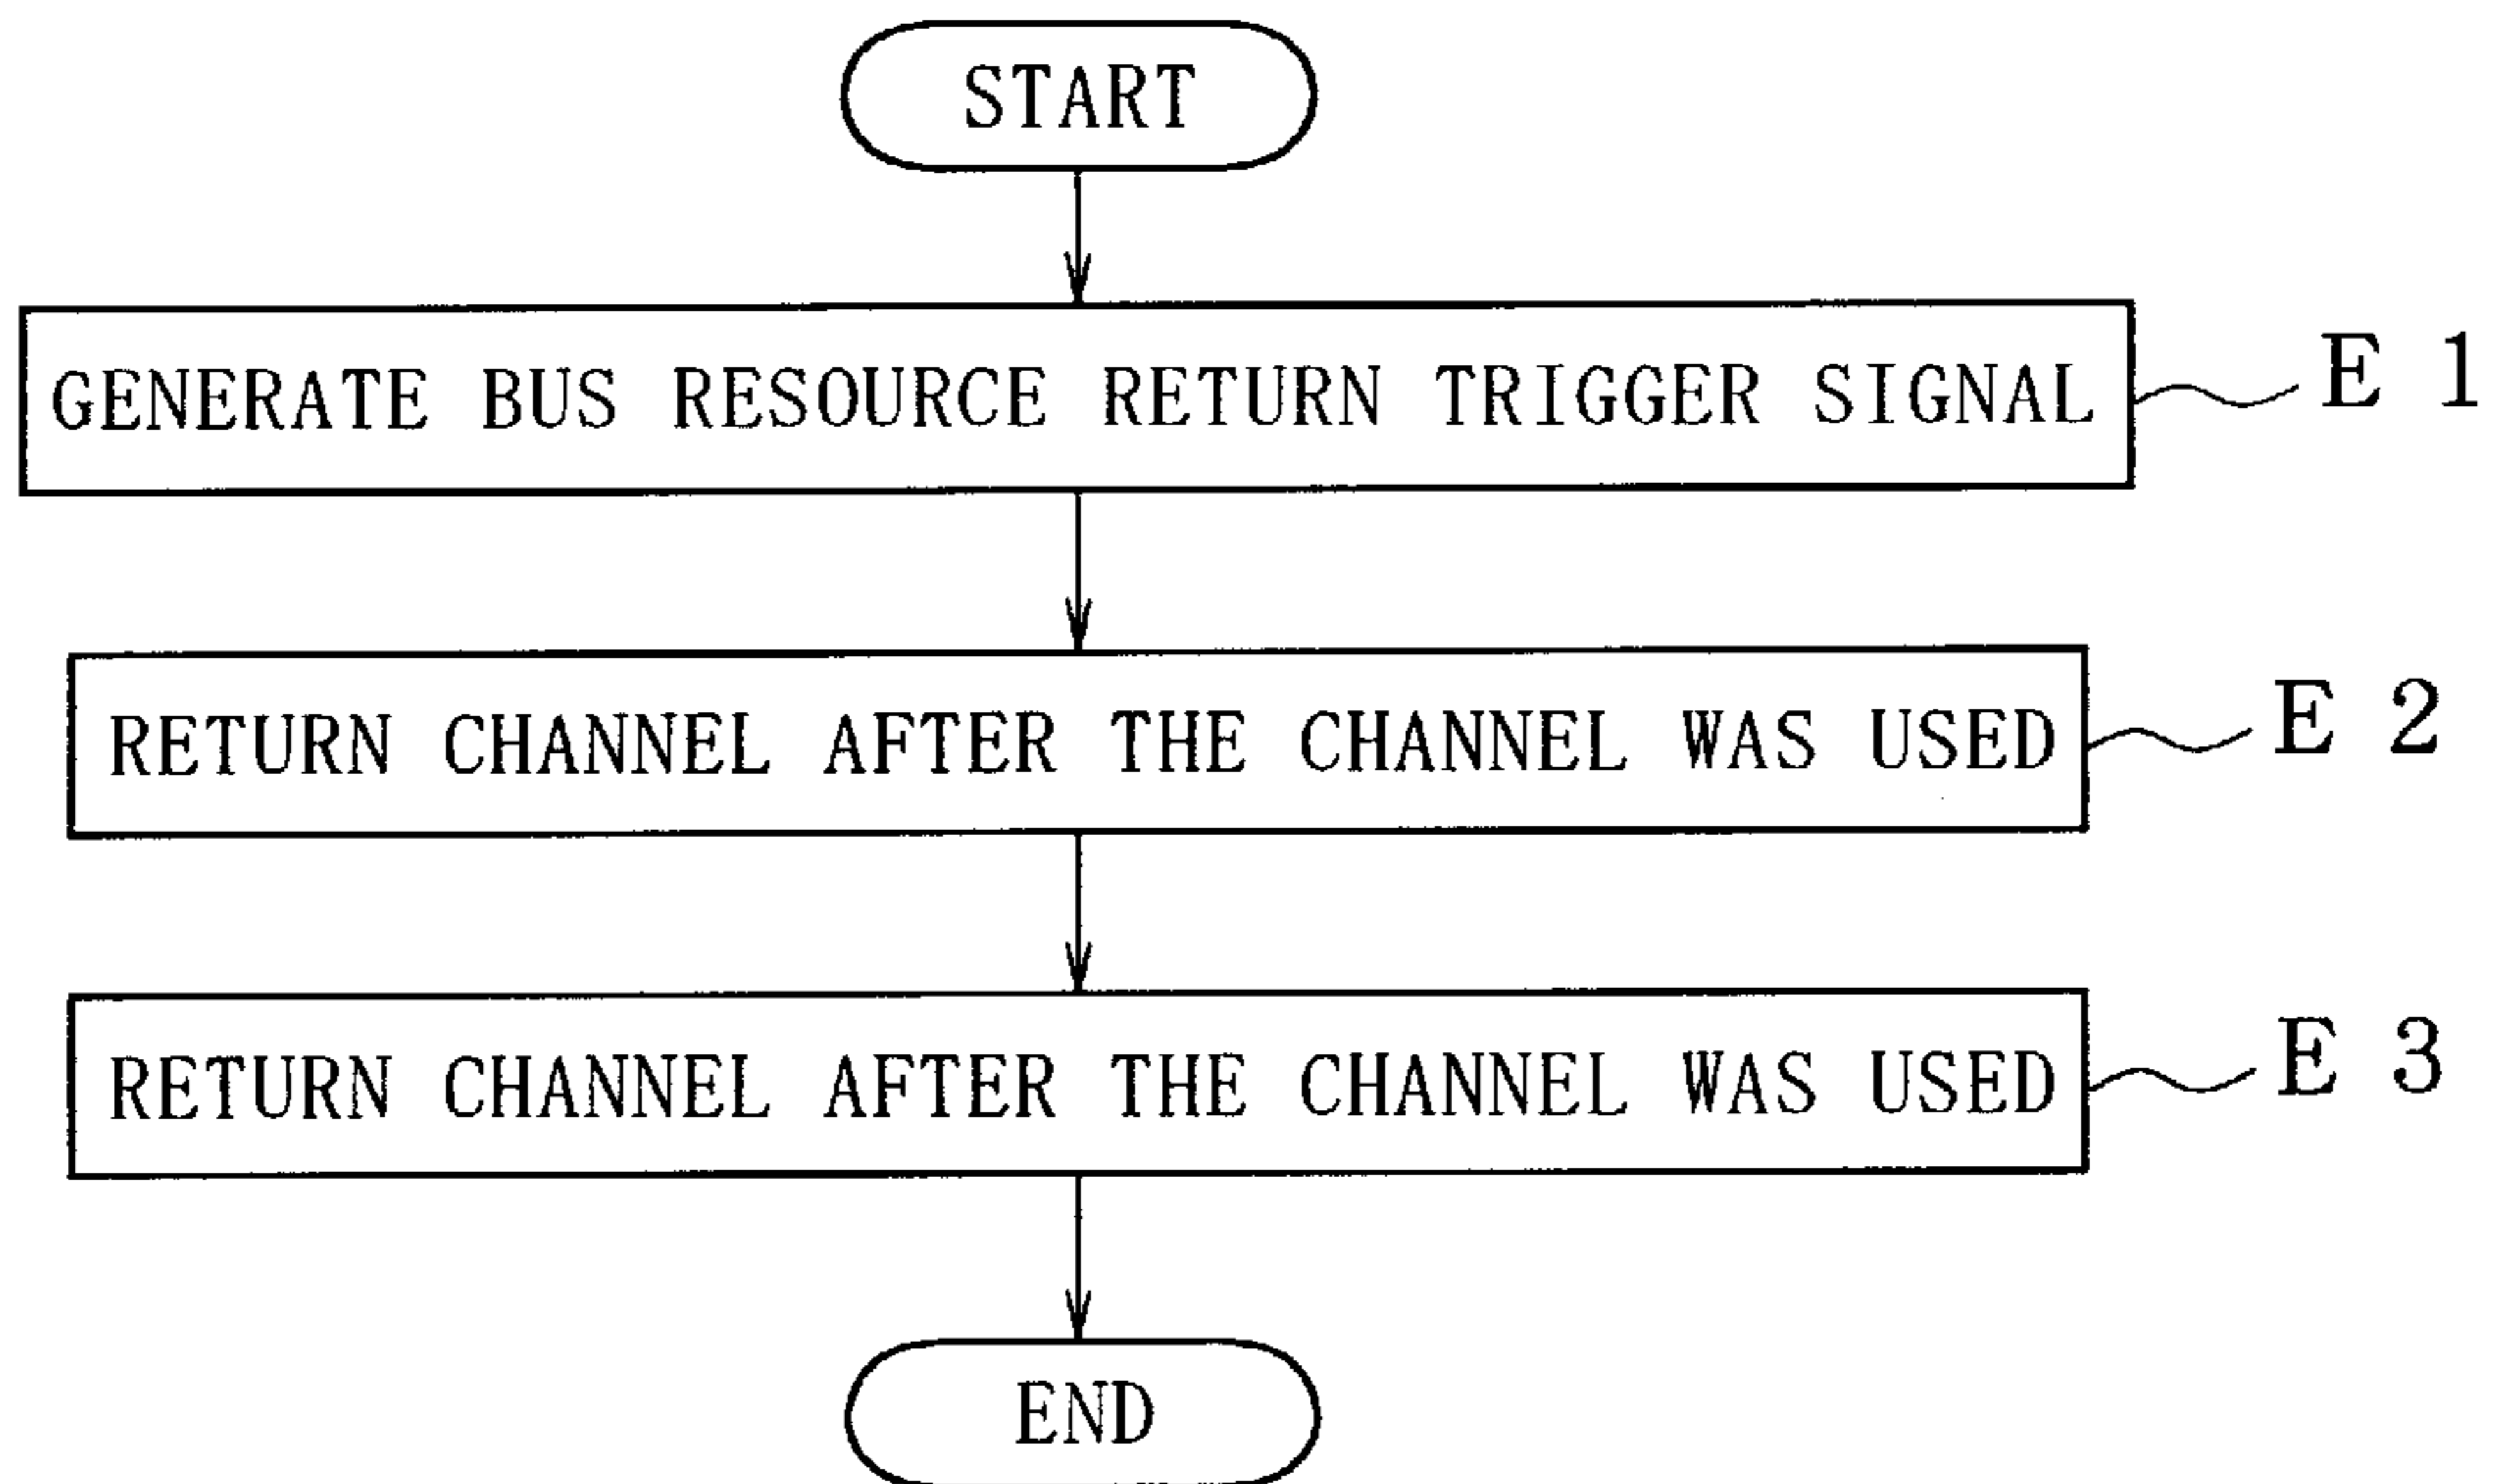 START
GENERATE BUS RESOURCE RETURN TRIGGER SIGNAL
E 1
RETURN CHANNEL AFTER THE CHANNEL WAS USED
E 2
RETURN CHANNEL AFTER THE CHANNEL WAS USED
E 3
END